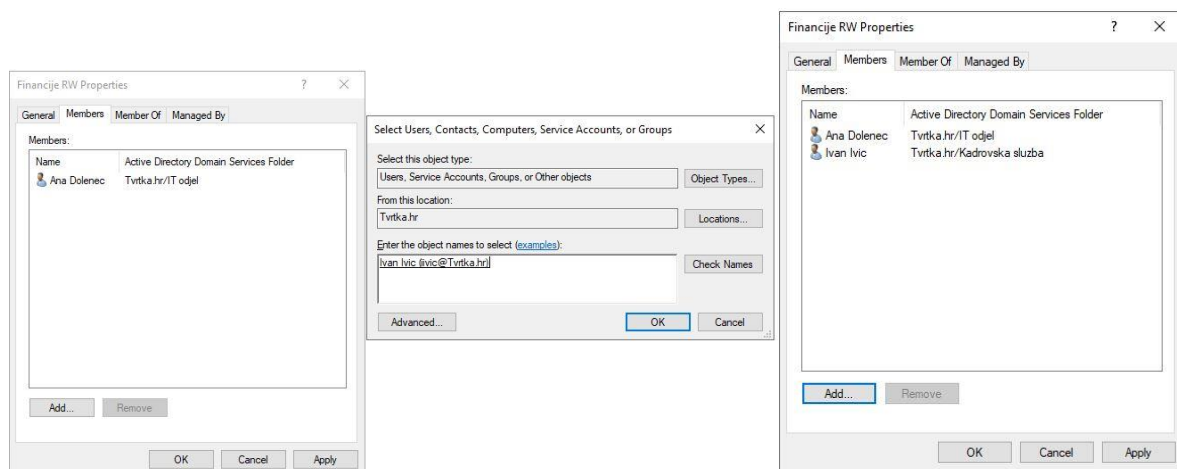 Financije RW Properties ? ×
General Members Member Of Managed By
Members:
Name Active Directory Domain Services Folder
Ana Dolenec Tvrtka.hr/IT odjel
Add... Remove
OK Cancel Apply
Select Users, Contacts, Computers, Service Accounts, or Groups ×
Select this object type:
Users, Service Accounts, Groups, or Other objects Object Types...
From this location:
Tvrtka.hr Locations...
Enter the object names to select (examples):
Ivan Ivic (iivic@Tvrtka.hr) Check Names
Advanced... OK Cancel
Financije RW Properties ? ×
General Members Member Of Managed By
Members:
Name Active Directory Domain Services Folder
Ana Dolenec Tvrtka.hr/IT odjel
Ivan Ivic Tvrtka.hr/Kadrovska sluzba
Add... Remove
OK Cancel Apply